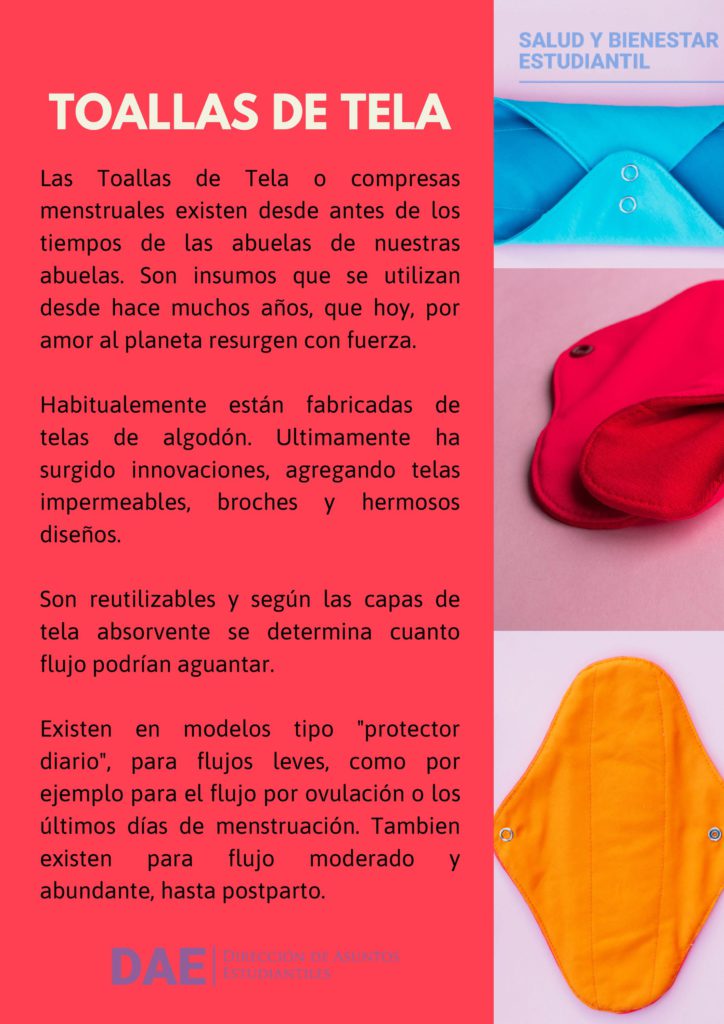 SALUD Y BIENESTAR
ESTUDIANTIL
TOALLAS DE TELA
Las Toallas de Tela o compresas
menstruales existen desde antes de los
tiempos de las abuelas de nuestras
abuelas. Son insumos que se utilizan
desde hace muchos años, que hoy, por
amor al planeta resurgen con fuerza.
Habitualemente están fabricadas de
telas de algodón. Ultimamente ha
surgido innovaciones, agregando telas
impermeables, broches y hermosos
diseños.
Son reutilizables y según las capas de
tela absorvente se determina cuanto
flujo podrían aguantar.
Existen en modelos tipo "protector
diario", para flujos leves, como por
ejemplo para el flujo por ovulación o los
últimos días de menstruación. Tambien
existen para flujo moderado y
abundante, hasta postparto.
DAE
Dirección de Asuntos
Estudiantiles